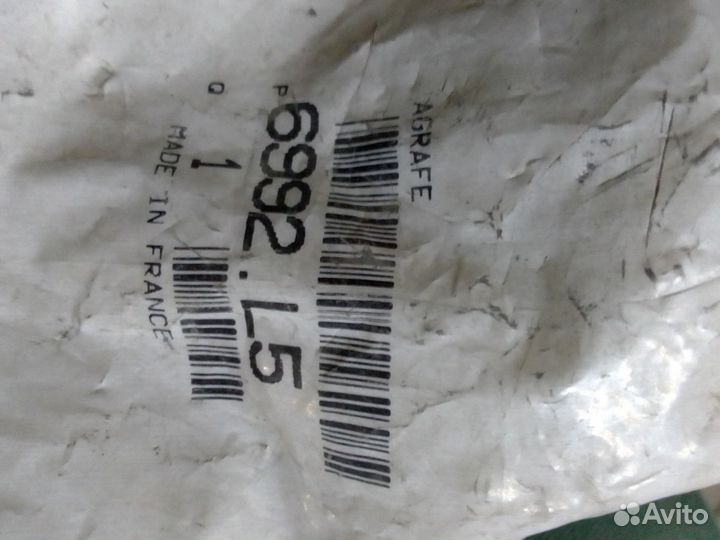 AGRAFE
P 6992.L5
Q 1
MADE IN FRANCE
Avito